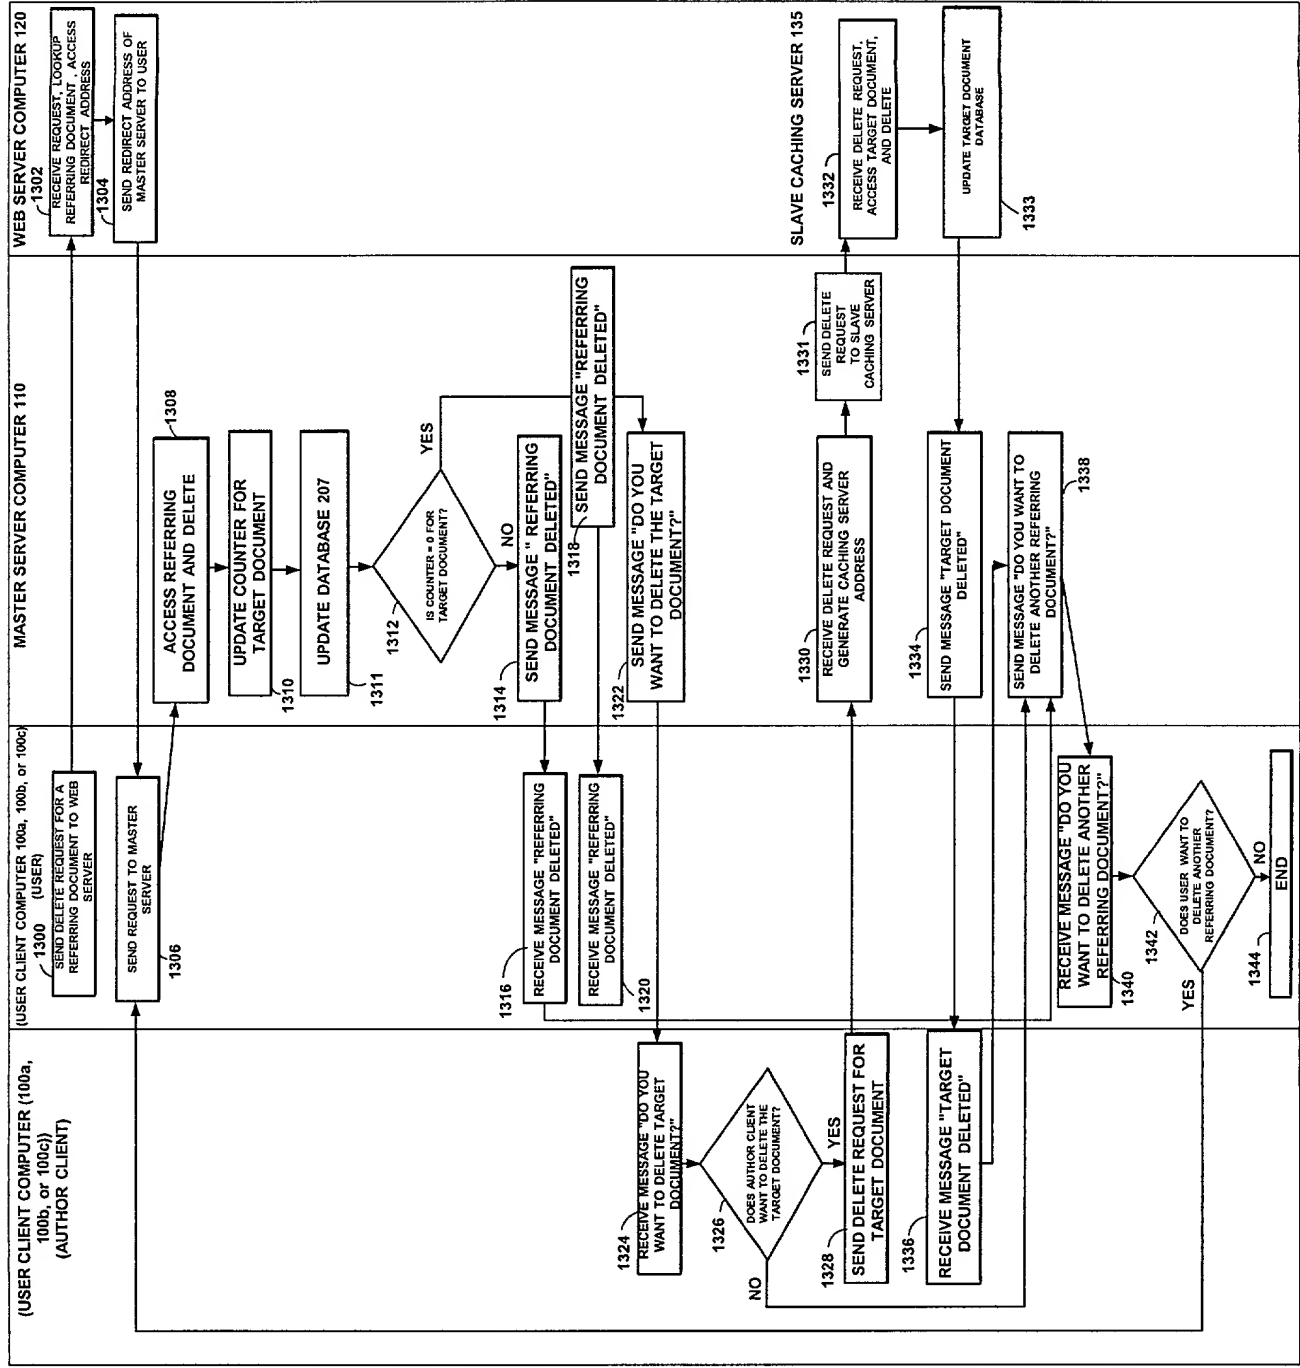 (USER CLIENT COMPUTER (100a,
100b, or 100c))
(AUTHOR CLIENT)
(USER CLIENT COMPUTER 100a, 100b, or 100c)
(USER)
MASTER SERVER COMPUTER 110
WEB SERVER COMPUTER 120
1300
SEND DELETE REQUEST FOR A
REFERRING DOCUMENT TO WEB
SERVER
1302
RECEIVE REQUEST, LOOKUP
REFERRING DOCUMENT , ACCESS
REDIRECT ADDRESS
1304
SEND REDIRECT ADDRESS OF
MASTER SERVER TO USER
SEND REQUEST TO MASTER
SERVER
1306
1308
ACCESS REFERRING
DOCUMENT AND DELETE
UPDATE COUNTER FOR
TARGET DOCUMENT
1310
UPDATE DATABASE 207
1311
1312
IS COUNTER = 0 FOR
TARGET DOCUMENT?
YES
NO
1314
SEND MESSAGE " REFERRING
DOCUMENT DELETED"
1316
RECEIVE MESSAGE "REFERRING
DOCUMENT DELETED"
1318
SEND MESSAGE "REFERRING
DOCUMENT DELETED"
RECEIVE MESSAGE "REFERRING
DOCUMENT DELETED"
1320
1322
SEND MESSAGE "DO YOU
WANT TO DELETE THE TARGET
DOCUMENT?"
1324
RECEIVE MESSAGE "DO YOU
WANT TO DELETE TARGET
DOCUMENT?"
1326
DOES AUTHOR CLIENT
WANT TO DELETE THE
TARGET DOCUMENT?
NO
YES
1328
SEND DELETE REQUEST FOR
TARGET DOCUMENT
1330
RECEIVE DELETE REQUEST AND
GENERATE CACHING SERVER
ADDRESS
1331
SEND DELETE
REQUEST
TO SLAVE
CACHING SERVER
SLAVE CACHING SERVER 135
1332
RECEIVE DELETE REQUEST,
ACCESS TARGET DOCUMENT,
AND DELETE
UPDATE TARGET DOCUMENT
DATABASE
1333
1334
SEND MESSAGE "TARGET DOCUMENT
DELETED"
1336
RECEIVE MESSAGE "TARGET
DOCUMENT DELETED"
SEND MESSAGE "DO YOU WANT TO
DELETE ANOTHER REFERRING
DOCUMENT?"
1338
RECEIVE MESSAGE "DO YOU
WANT TO DELETE ANOTHER
REFERRING DOCUMENT?"
1340
1342
DOES USER WANT TO
DELETE ANOTHER
REFERRING DOCUMENT?
YES
NO
1344
END